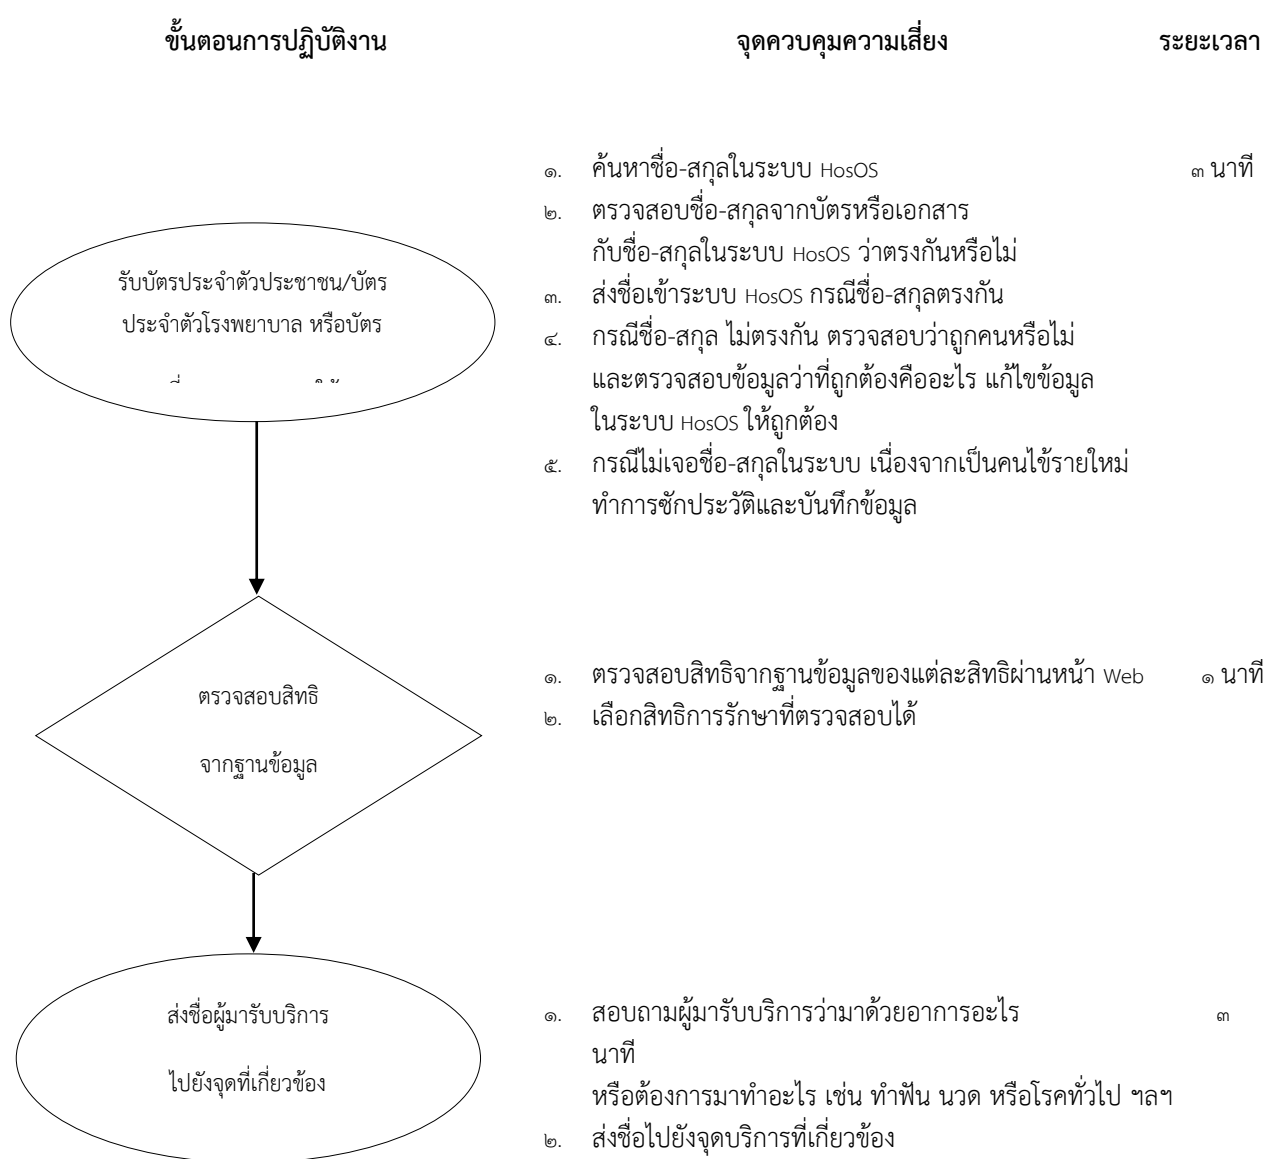 ขั้นตอนการปฏิบัติงาน จุดควบคุมความเสี่ยง ระยะเวลา
รับบัตรประจำตัวประชาชน/บัตร
ประจำตัวโรงพยาบาล หรือบัตร
๑. ค้นหาชื่อ-สกุลในระบบ HosOS ๓ นาที
๒. ตรวจสอบชื่อ-สกุลจากบัตรหรือเอกสาร
กับชื่อ-สกุลในระบบ HosOS ว่าตรงกันหรือไม่
๓. ส่งชื่อเข้าระบบ HosOS กรณีชื่อ-สกุลตรงกัน
๔. กรณีชื่อ-สกุล ไม่ตรงกัน ตรวจสอบว่าถูกคนหรือไม่
และตรวจสอบข้อมูลว่าที่ถูกต้องคืออะไร แก้ไขข้อมูล
ในระบบ HosOS ให้ถูกต้อง
๕. กรณีไม่เจอชื่อ-สกุลในระบบ เนื่องจากเป็นคนไข้รายใหม่
ทำการซักประวัติและบันทึกข้อมูล
ตรวจสอบสิทธิ
จากฐานข้อมูล
๑. ตรวจสอบสิทธิจากฐานข้อมูลของแต่ละสิทธิผ่านหน้า Web ๑ นาที
๒. เลือกสิทธิการรักษาที่ตรวจสอบได้
ส่งชื่อผู้มารับบริการ
ไปยังจุดที่เกี่ยวข้อง
๑. สอบถามผู้มารับบริการว่ามาด้วยอาการอะไร ๓
นาที
หรือต้องการมาทำอะไร เช่น ทำฟัน นวด หรือโรคทั่วไป ฯลฯ
๒. ส่งชื่อไปยังจุดบริการที่เกี่ยวข้อง